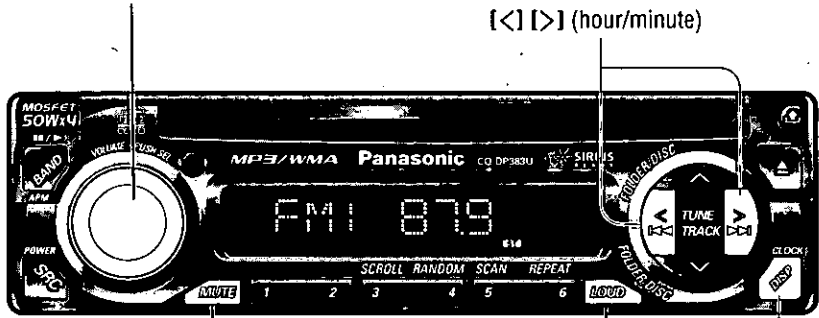 [<] [>] (hour/minute)
MOSFET
50W×4
VOLUME PUSH SEL
BAND
APM
MP3/WMA Panasonic CQ DP383U SIRIUS
FOLDER/DISC
FM1 87.9
< TUNE >
TRACK
FOLDER/DISC
POWER
SRC
CLOCK
DISP
SCROLL RANDOM SCAN REPEAT
MUTE 1 2 3 4 5 6 LOUD